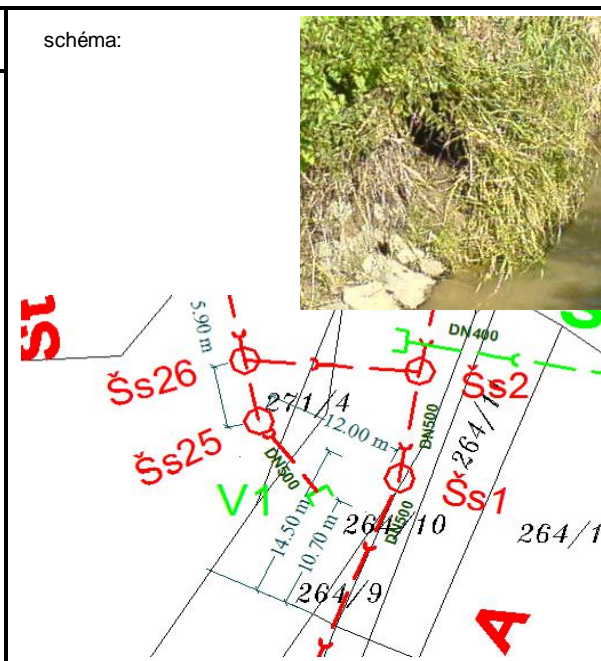 schéma:
5.90 m
DN400
Šs26
Šs2
271/4
264/1
12.00 m
DN500
Šs25
DN500
V1
Šs1
14.50 m
10.70 m
264/10
DN500
264/1
264/9
A